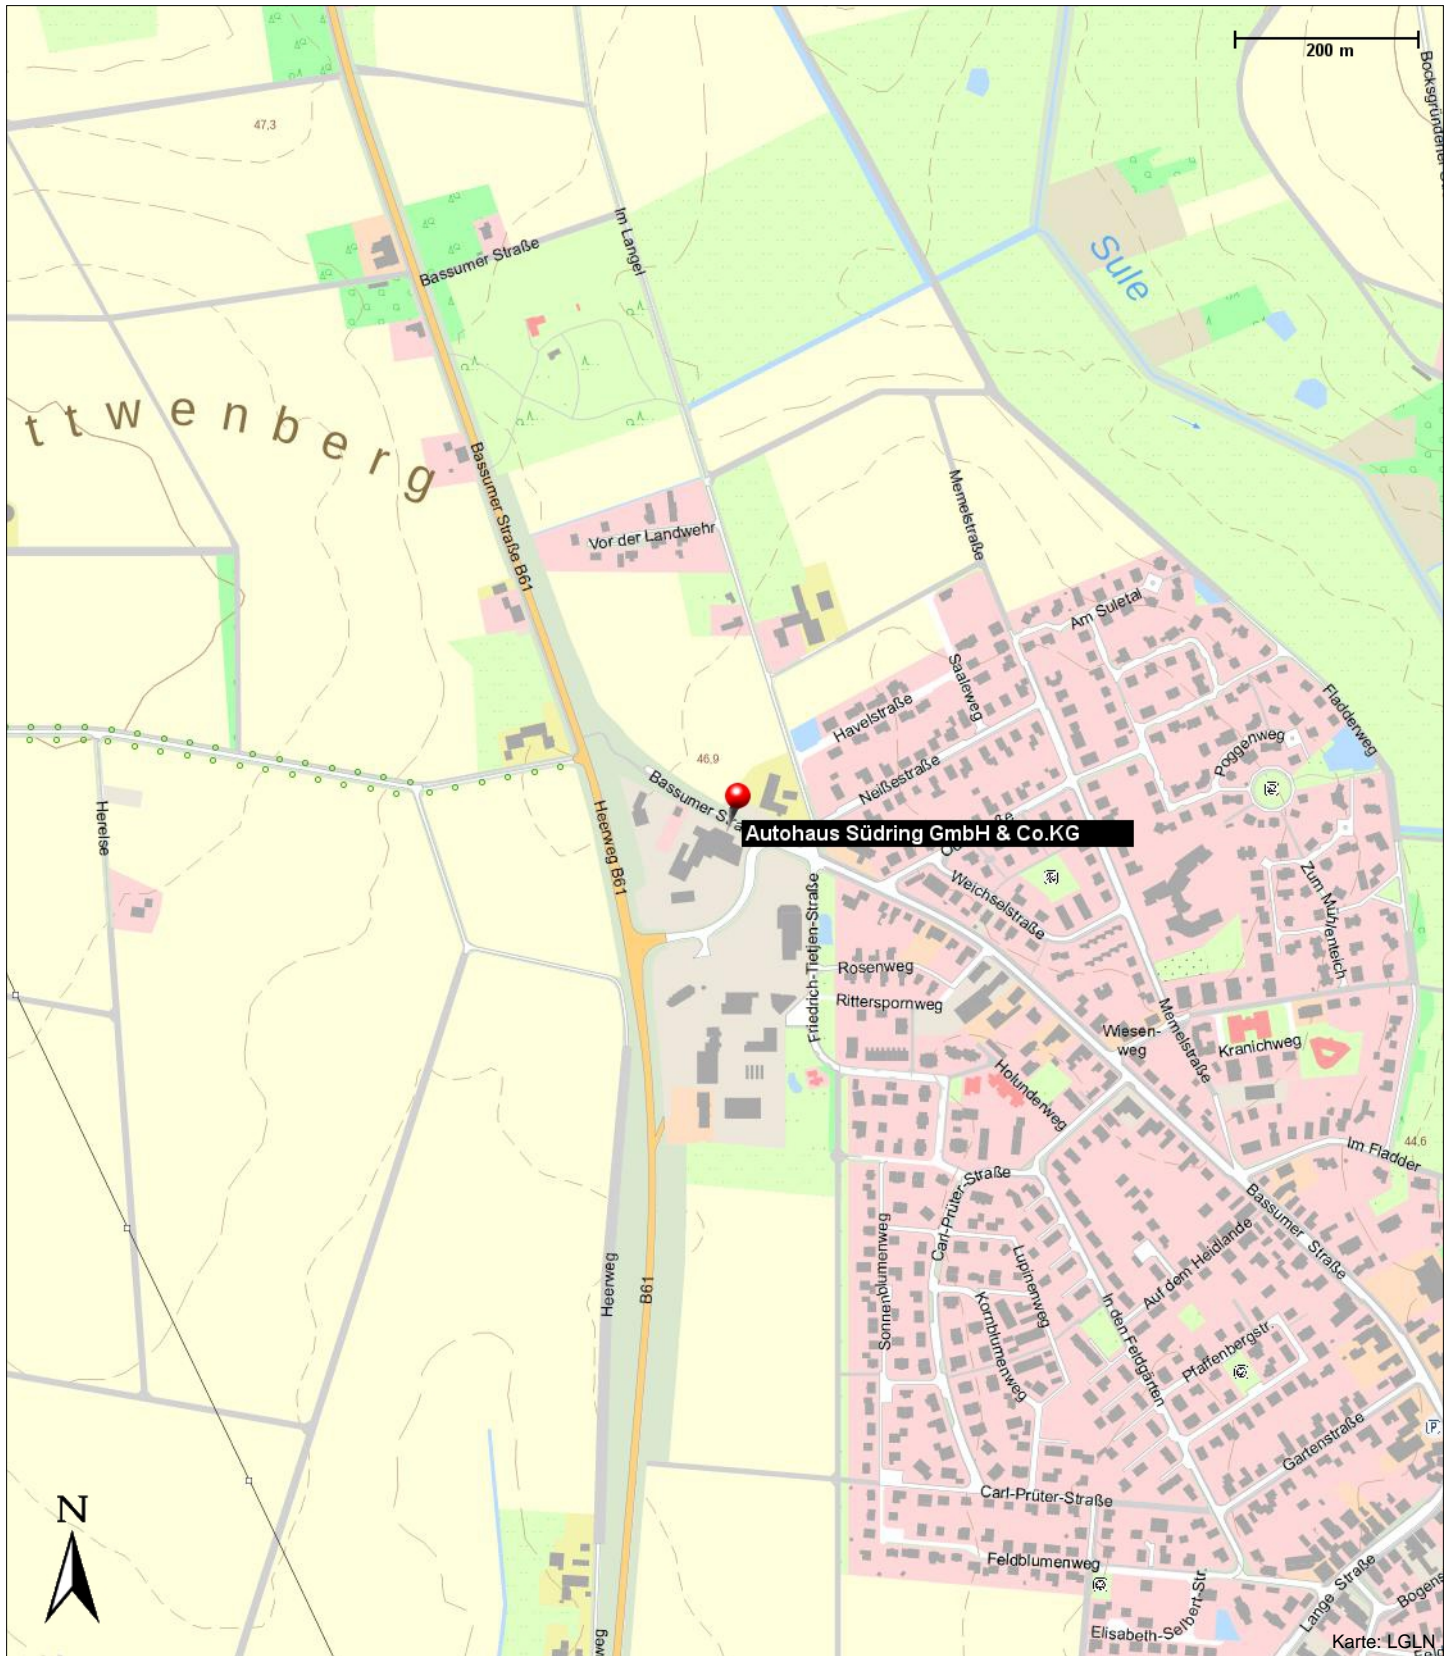 200 m
Bocksgründener
47,3
Im Langel
Bassumer Straße
Sule
ttwenberg
Bassumer Straße B61
Memelstraße
Vor der Landwehr
Am Suletal
Saaleweg
Fladderweg
Havelstraße
Poggenweg
46,9
Neißestraße
Bassumer
Autohaus Südring GmbH & Co.KG
Herelse
Heerweg B61
Weichselstraße
Zum Mühlenteich
Friedrich-Tietjen-Straße
Rosenweg
Ritterspornweg
Memelstraße
Wiesen-
weg
Kranichweg
Holunderweg
44,6
Im Fladder
Carl-Prüter-Straße
Bassumer Straße
Sonnenblumenweg
Auf dem Heidlande
Lupinenweg
Heerweg
B61
Kornblumenweg
In den Feldgärten
Pfaffenbergstr.
P
Gartenstraße
N
Carl-Prüter-Straße
Feldblumenweg
Lange Straße
Bogens
Elisabeth-Selbert-Str.
weg
Karte: LGLN